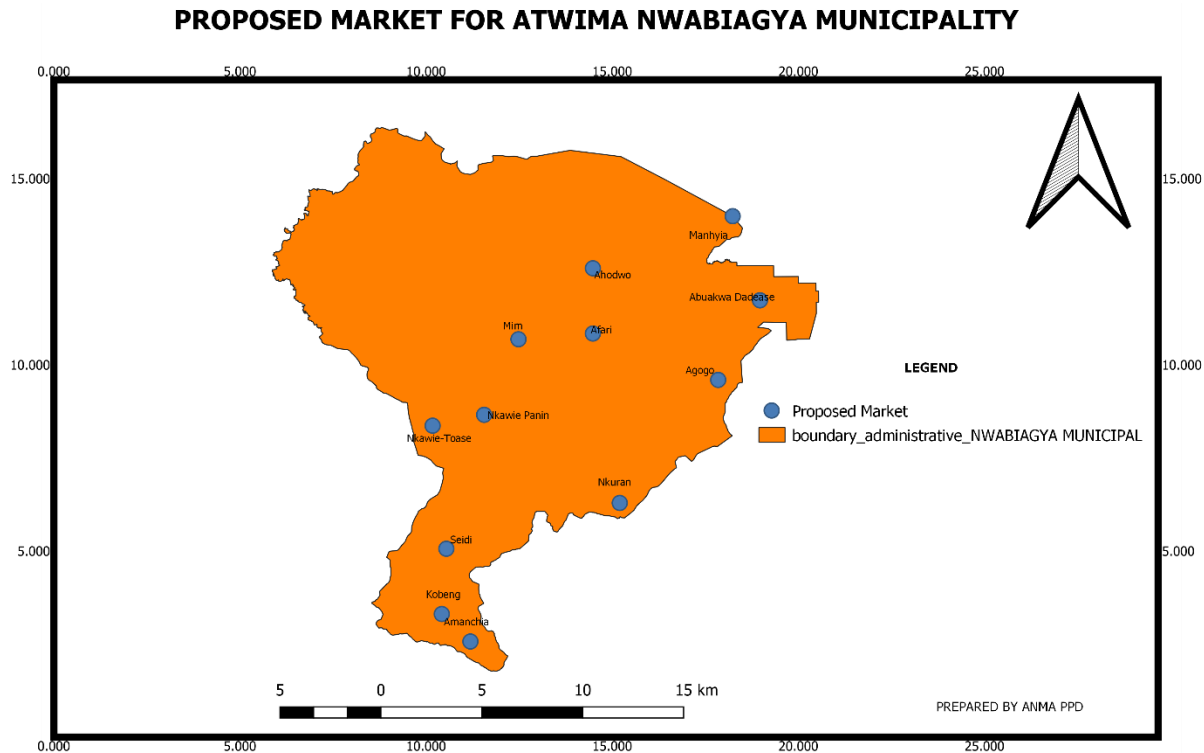 PROPOSED MARKET FOR ATWIMA NWABIAGYA MUNICIPALITY
0.000 5.000 10.000 15.000 20.000 25.000
15.000 15.000
Manhyia
Ahodwo
Abuakwa Dadease
Mim Afari
10.000 10.000
Agogo LEGEND
Nkawie Panin Proposed Market
Nkawie-Toase boundary_administrative_NWABIAGYA MUNICIPAL
Nkuran
Seidi
5.000 5.000
Kobeng
Amanchia
5 0 5 10 15 km
PREPARED BY ANMA PPD
0.000 5.000 10.000 15.000 20.000 25.000